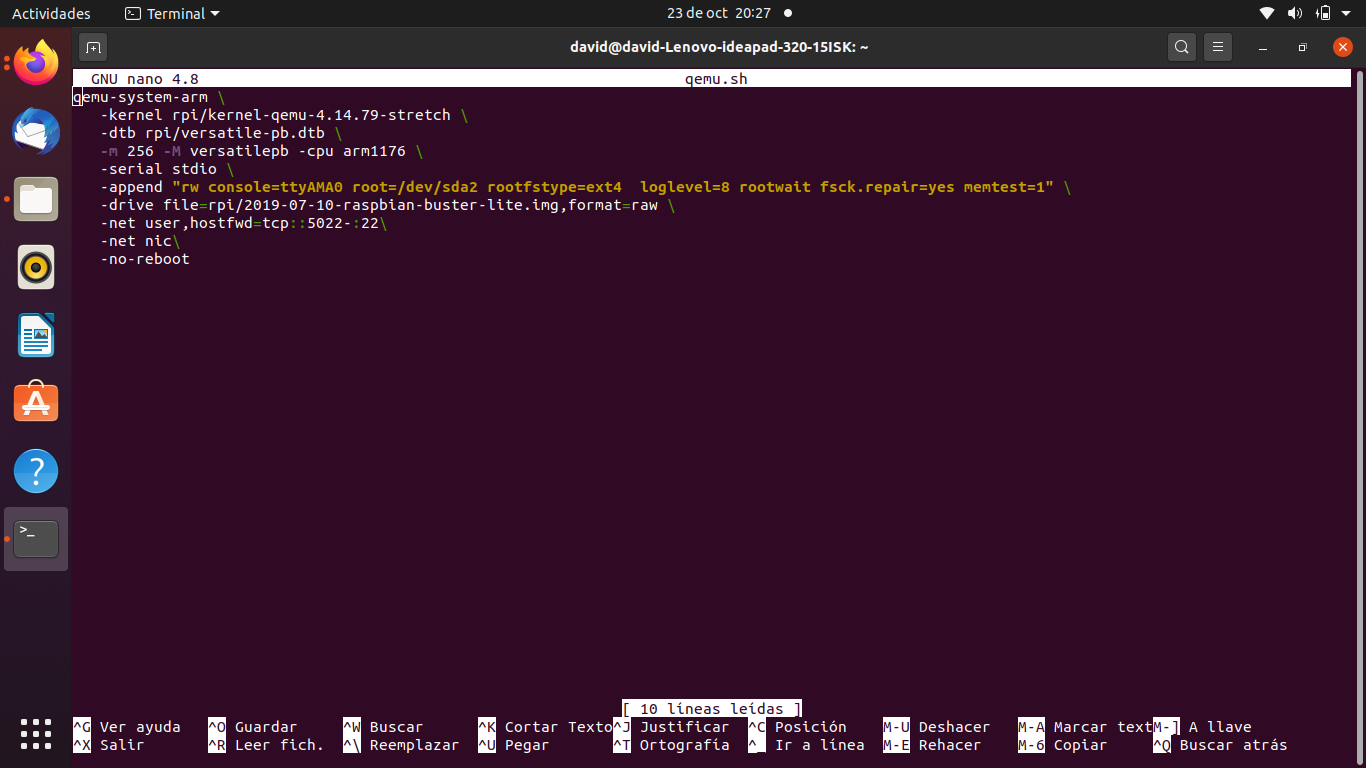 Actividades Terminal 23 de oct 20:27
david@david-Lenovo-ideapad-320-15ISK: ~
GNU nano 4.8 qemu.sh
qemu-system-arm \
   -kernel rpi/kernel-qemu-4.14.79-stretch \
   -dtb rpi/versatile-pb.dtb \
   -m 256 -M versatilepb -cpu arm1176 \
   -serial stdio \
   -append "rw console=ttyAMA0 root=/dev/sda2 rootfstype=ext4  loglevel=8 rootwait fsck.repair=yes memtest=1" \
   -drive file=rpi/2019-07-10-raspbian-buster-lite.img,format=raw \
   -net user,hostfwd=tcp::5022-:22\
   -net nic\
   -no-reboot
[ 10 líneas leídas ]
^G Ver ayuda ^O Guardar ^W Buscar ^K Cortar Texto ^J Justificar ^C Posición M-U Deshacer M-A Marcar text M-] A llave
^X Salir ^R Leer fich. ^\ Reemplazar ^U Pegar ^T Ortografía ^_ Ir a línea M-E Rehacer M-6 Copiar ^Q Buscar atrás